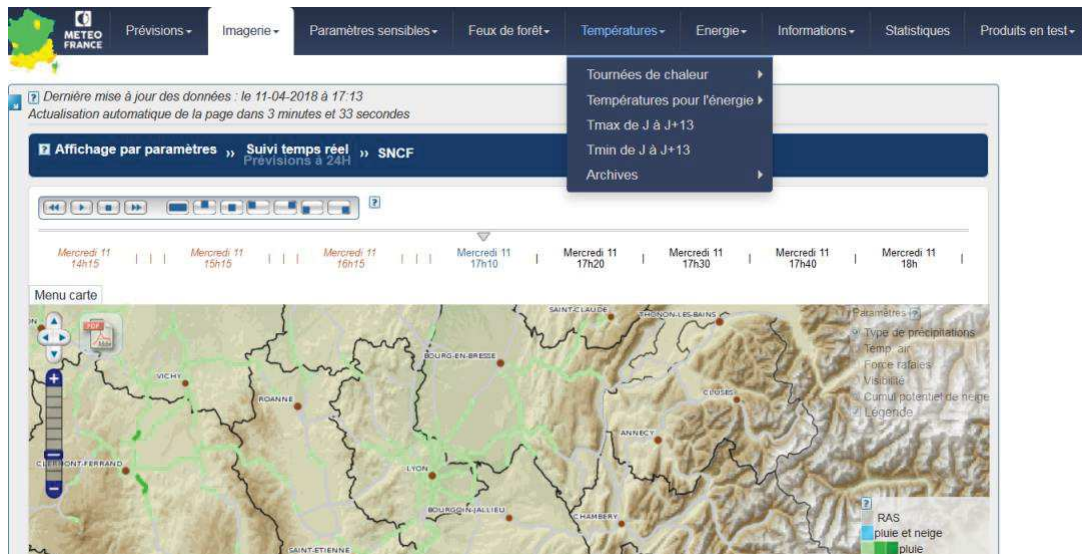 METEO
FRANCE
Prévisions
Imagerie
Paramètres sensibles
Feux de forêt
Températures
Energie
Informations
Statistiques
Produits en test
Tournées de chaleur
Températures pour l'énergie
Tmax de J à J+13
Tmin de J à J+13
Archives
? Dernière mise à jour des données : le 11-04-2018 à 17:13
Actualisation automatique de la page dans 3 minutes et 33 secondes
? Affichage par paramètres ›› Suivi temps réel ›› SNCF
Prévisions à 24H
?
Mercredi 11
14h15
Mercredi 11
15h15
Mercredi 11
16h15
Mercredi 11
17h10
Mercredi 11
17h20
Mercredi 11
17h30
Mercredi 11
17h40
Mercredi 11
18h
Menu carte
PDF
Adobe
SAINT-CLAUDE
THONON-LES-BAINS
BOURG-EN-BRESSE
VICHY
ROANNE
CLUSES
ANNECY
CLERMONT-FERRAND
LYON
BOURGOIN-JALLIEU
CHAMBERY
SAINT-ETIENNE
Paramètres ?
Type de précipitations
Temp. air
Force rafales
Visibilité
Cumul potentiel de neige
Légende
?
RAS
pluie et neige
pluie